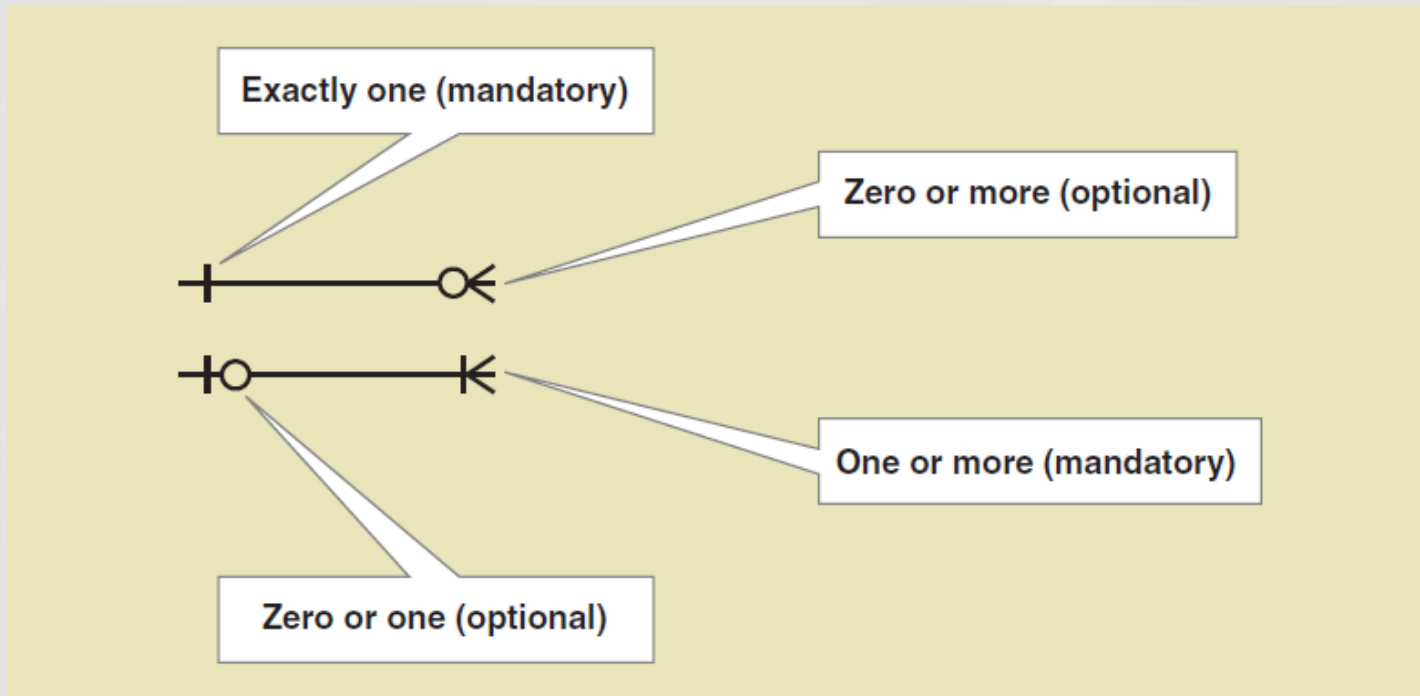 Exactly one (mandatory)
Zero or more (optional)
One or more (mandatory)
Zero or one (optional)